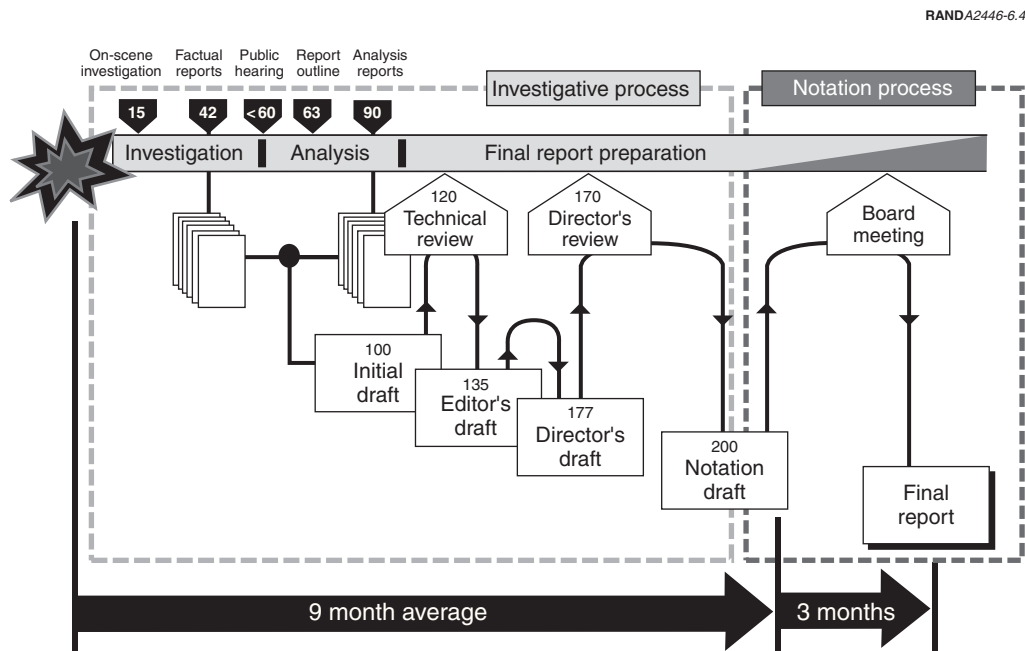 RANDA2446-6.4
On-scene
investigation
Factual
reports
Public
hearing
Report
outline
Analysis
reports
Investigative process
Notation process
15
42
<60
63
90
Investigation
Analysis
Final report preparation
120
Technical
review
170
Director's
review
Board
meeting
100
Initial
draft
135
Editor's
draft
177
Director's
draft
200
Notation
draft
Final
report
9 month average
3 months